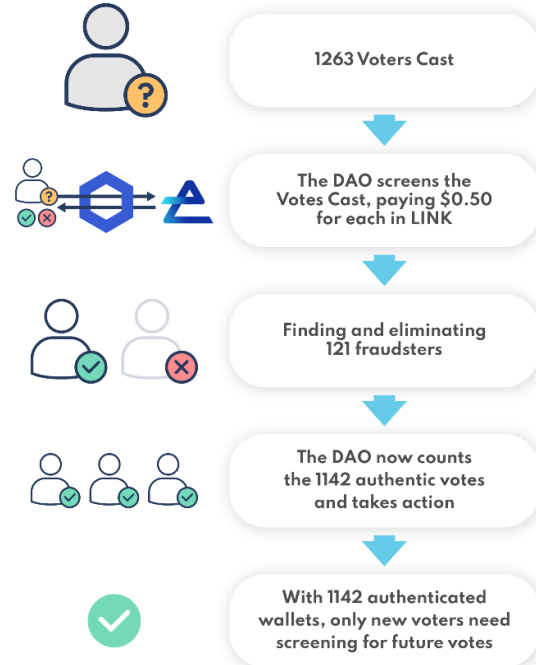 1263 Voters Cast
?
The DAO screens the
Votes Cast, paying $0.50
for each in LINK
?
Finding and eliminating
121 fraudsters
The DAO now counts
the 1142 authentic votes
and takes action
With 1142 authenticated
wallets, only new voters need
screening for future votes